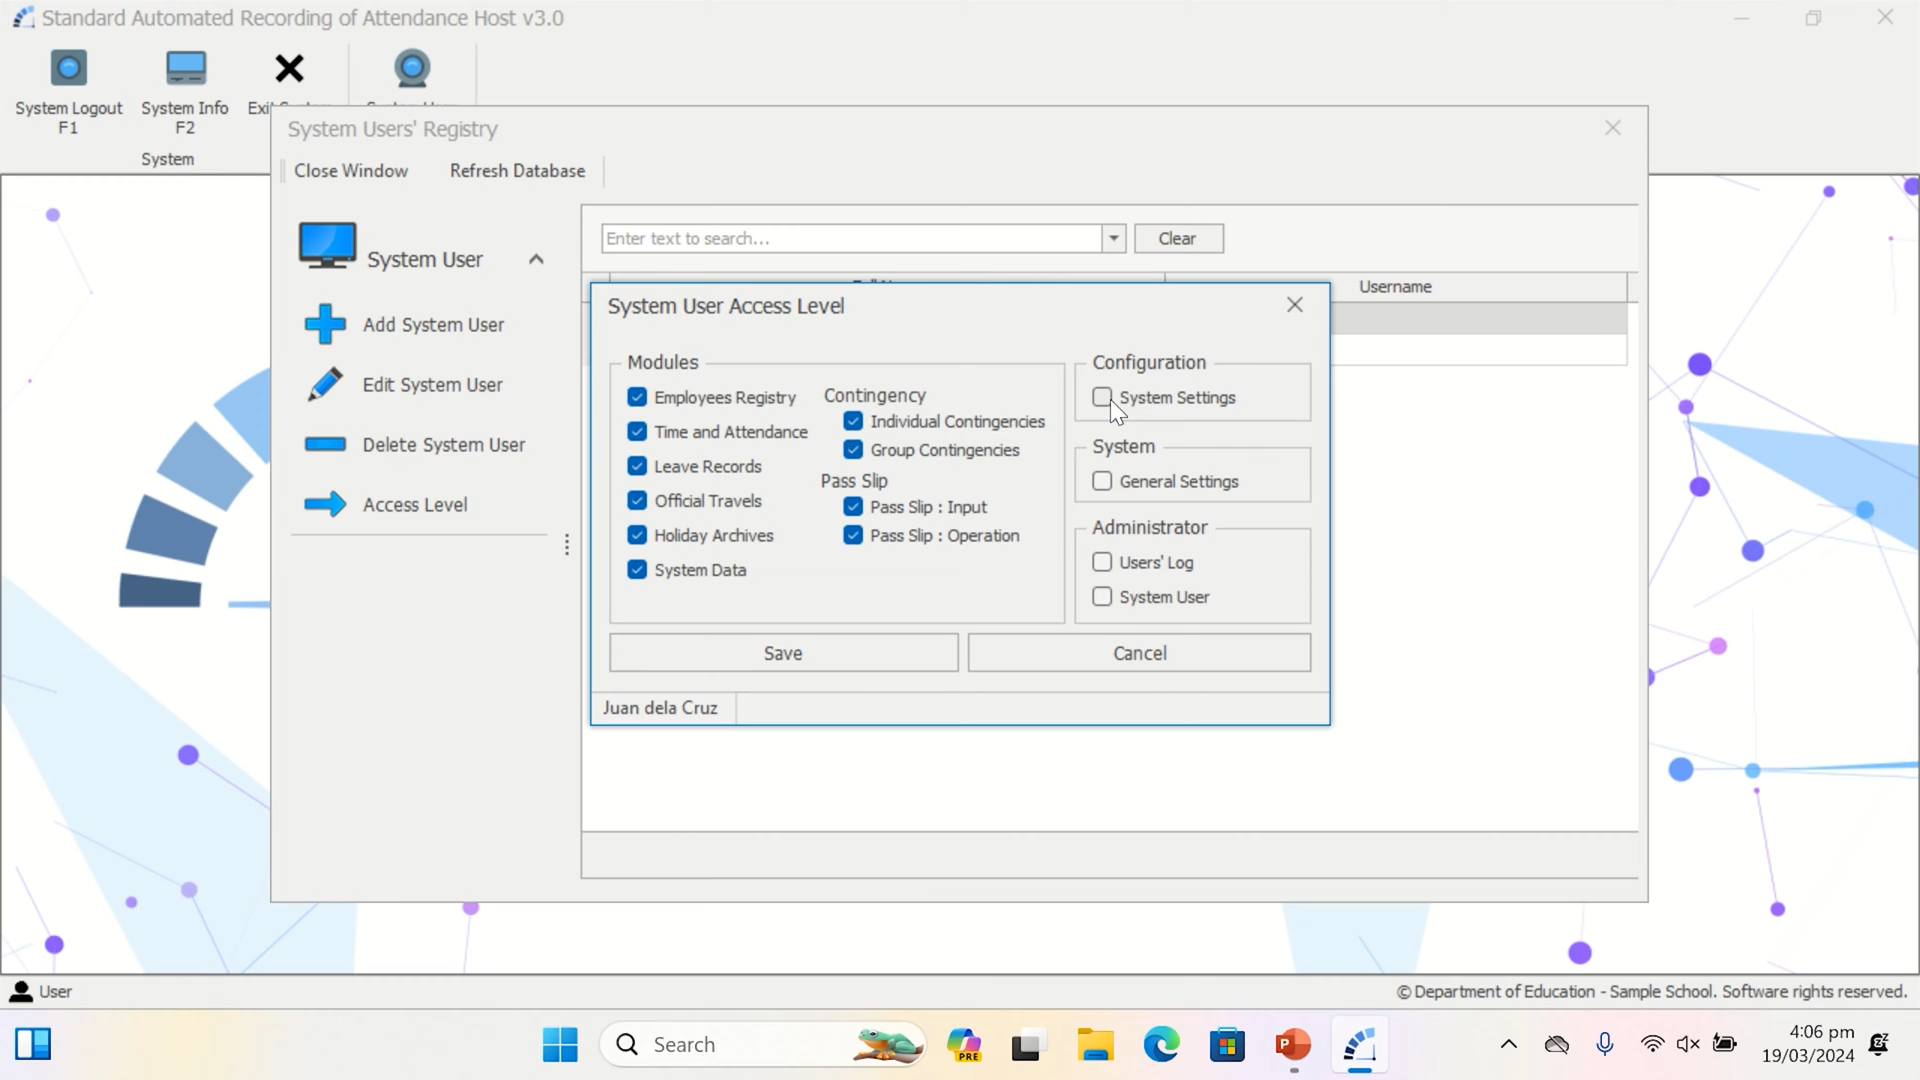 Standard Automated Recording of Attendance Host v3.0
System Logout
F1
System Info
F2
System
System Users' Registry
Close Window
Refresh Database
System User
Add System User
Edit System User
Delete System User
Access Level
Enter text to search...
Clear
Username
System User Access Level
Modules
Employees Registry
Time and Attendance
Leave Records
Official Travels
Holiday Archives
System Data
Contingency
Individual Contingencies
Group Contingencies
Pass Slip
Pass Slip : Input
Pass Slip : Operation
Configuration
System Settings
System
General Settings
Administrator
Users' Log
System User
Save
Cancel
Juan dela Cruz
User
© Department of Education - Sample School. Software rights reserved.
Search
PRE
4:06 pm
19/03/2024